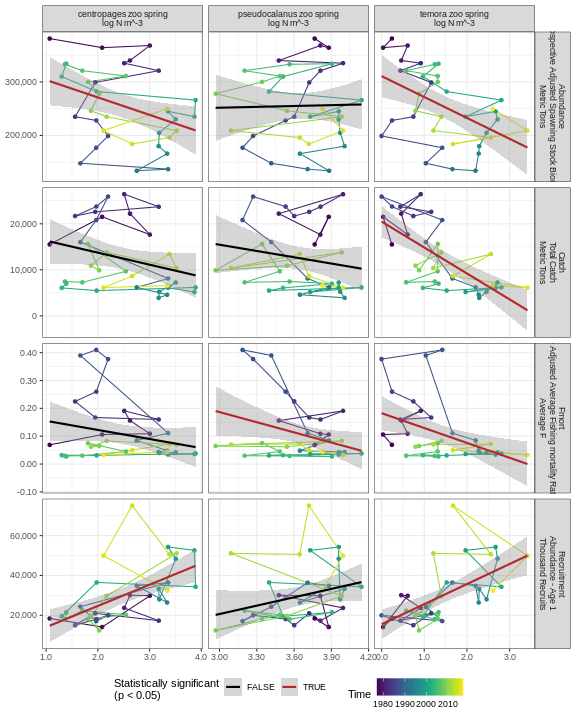 centropages zoo spring
log N m^-3
pseudocalanus zoo spring
log N m^-3
temora zoo spring
log N m^-3
300,000
200,000
Abundance
Adjusted Spawning Stock
Metric Tons
20,000
10,000
0
Catch
Total Catch
Metric Tons
0.40
0.30
0.20
0.10
0.00
-0.10
Fmort
Adjusted Average Fishing mortality
Average F
60,000
40,000
20,000
Recruitment
Abundance - Age 1
Thousand Recruits
1.0 2.0 3.0 4.0 3.00 3.30 3.60 3.90 4.20 0.0 1.0 2.0 3.0
Statistically significant
(p < 0.05)
FALSE TRUE
Time
1980 1990 2000 2010